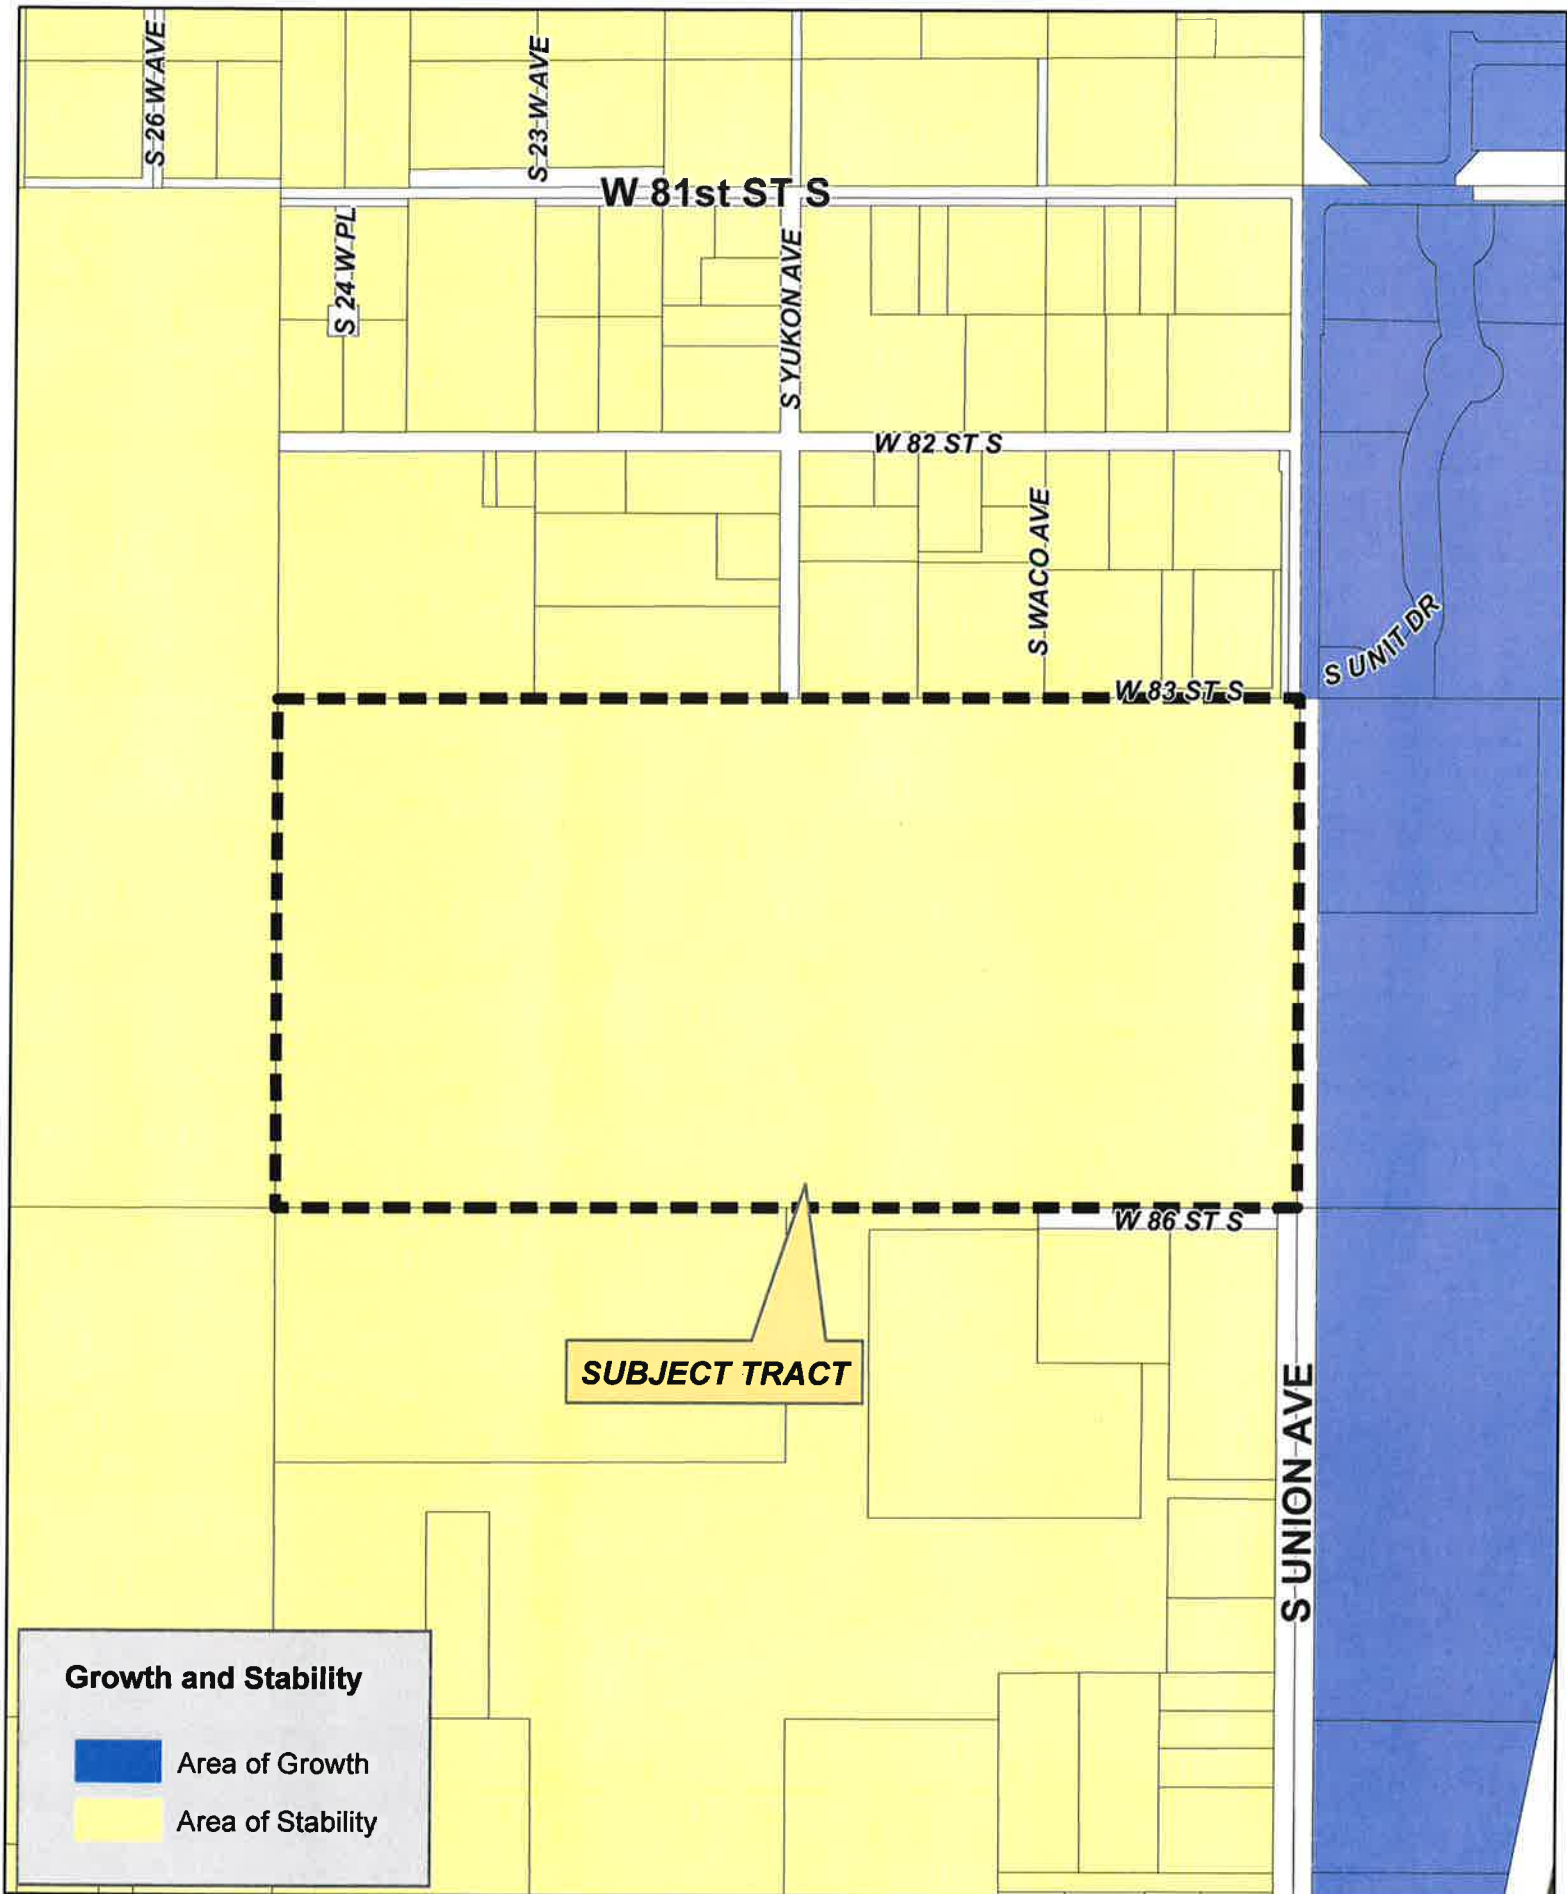 S 26 W AVE
S 23 W AVE
W 81st ST S
S 24 W PL
S YUKON AVE
W 82 ST S
S WACO AVE
S UNIT DR
W 83 ST S
W 86 ST S
SUBJECT TRACT
S UNION AVE
Growth and Stability
Area of Growth
Area of Stability